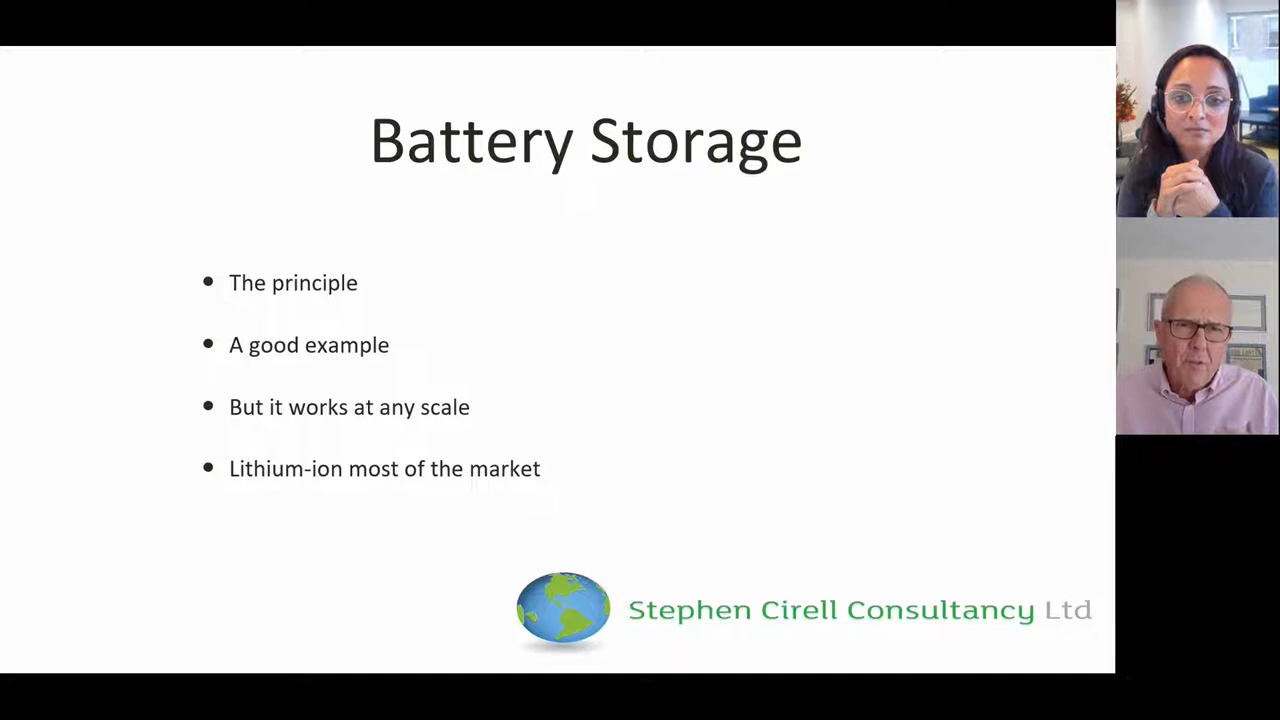 Battery Storage
The principle
A good example
But it works at any scale
Lithium-ion most of the market
Stephen Cirell Consultancy Ltd